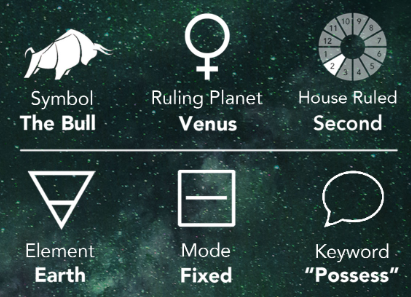 11 10 9
12 8
1 7
2 6
3 4 5
Symbol
The Bull
Ruling Planet
Venus
House Ruled
Second
Element
Earth
Mode
Fixed
Keyword
"Possess"